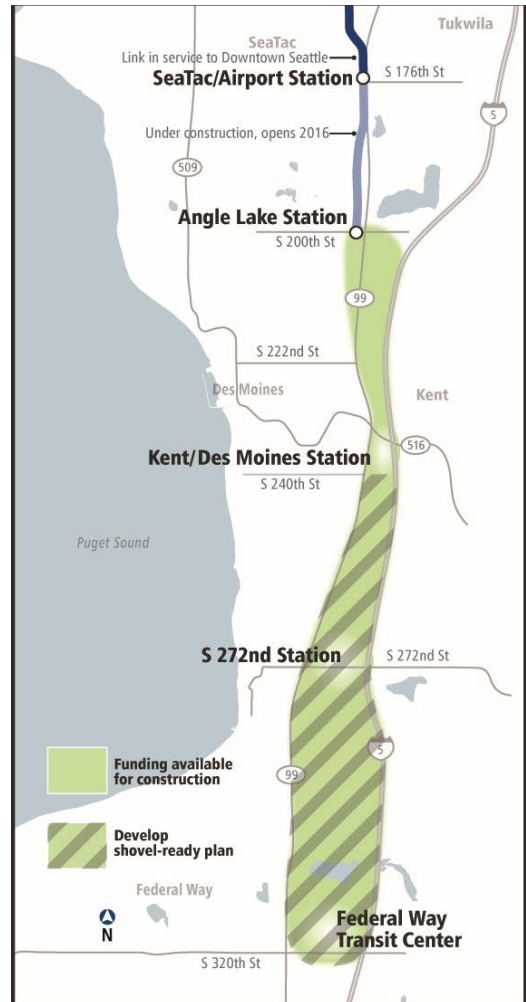 SeaTac
Tukwila
Link in service to Downtown Seattle
SeaTac/Airport Station
S 176th St
5
Under construction, opens 2016
509
Angle Lake Station
S 200th St
99
S 222nd St
Des Moines
Kent
516
Kent/Des Moines Station
S 240th St
Puget Sound
S 272nd Station
S 272nd St
Funding available
for construction
99
5
Develop
shovel-ready plan
Federal Way
N
Federal Way
Transit Center
S 320th St